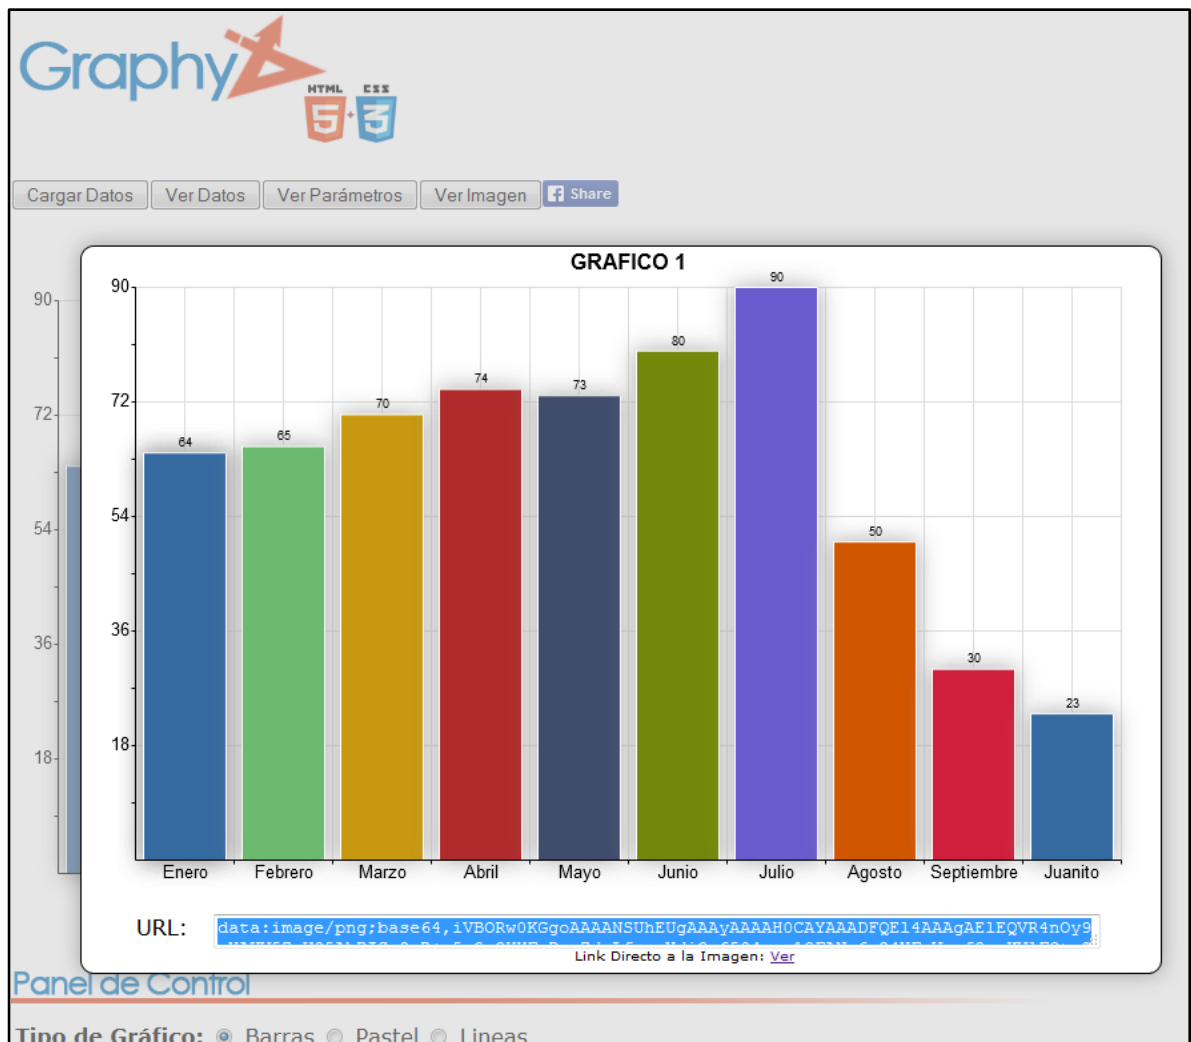 Graphy
HTML CSS
5 + 3
Cargar Datos Ver Datos Ver Parámetros Ver Imagen Share
GRAFICO 1
90
72
54
36
18
90
72
54
36
18
64 65 70 74 73 80 90 50 30 23
Enero Febrero Marzo Abril Mayo Junio Julio Agosto Septiembre Juanito
URL: data:image/png;base64,iVBORw0KGgoAAAANSUhEUgAAAyAAAAH0CAYAAADFQEl4AAAgAElEQVR4nOy9
Link Directo a la Imagen: Ver
Panel de Control
Tipo de Gráfico: Barras Pastel Lineas